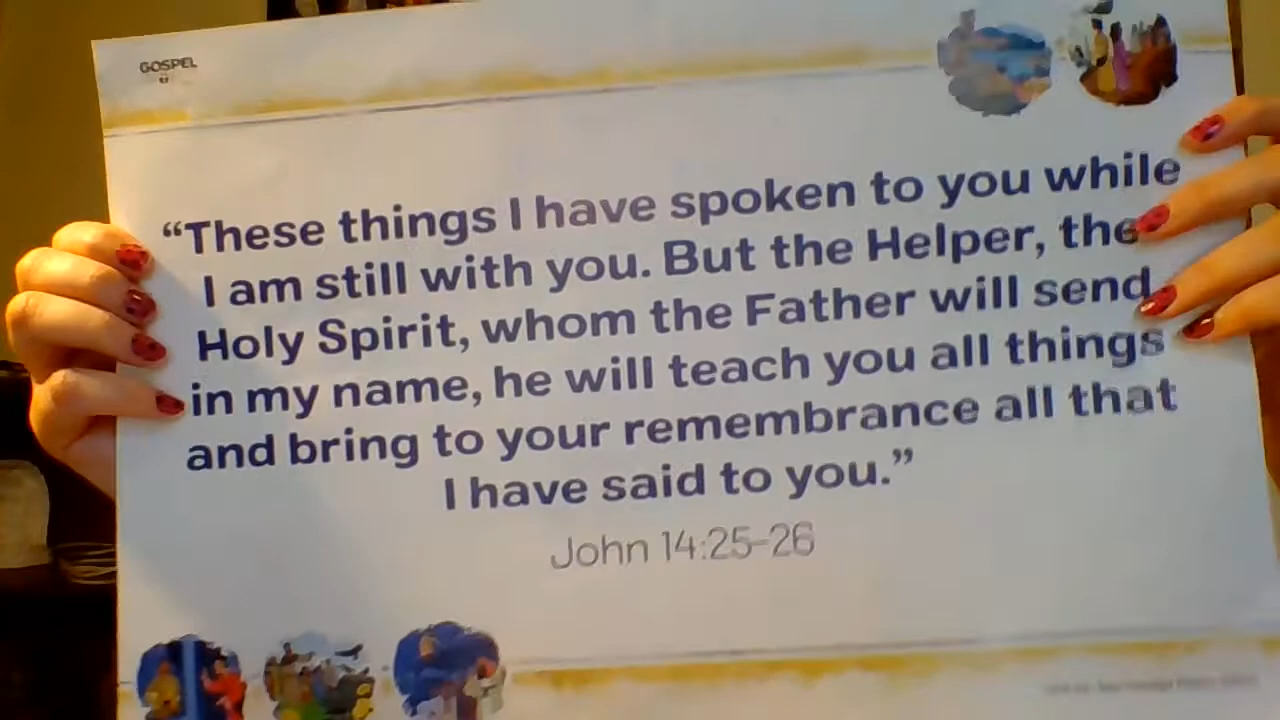 GOSPEL
“These things I have spoken to you while
I am still with you. But the Helper, the
Holy Spirit, whom the Father will send
in my name, he will teach you all things
and bring to your remembrance all that
I have said to you.”
John 14:25-26